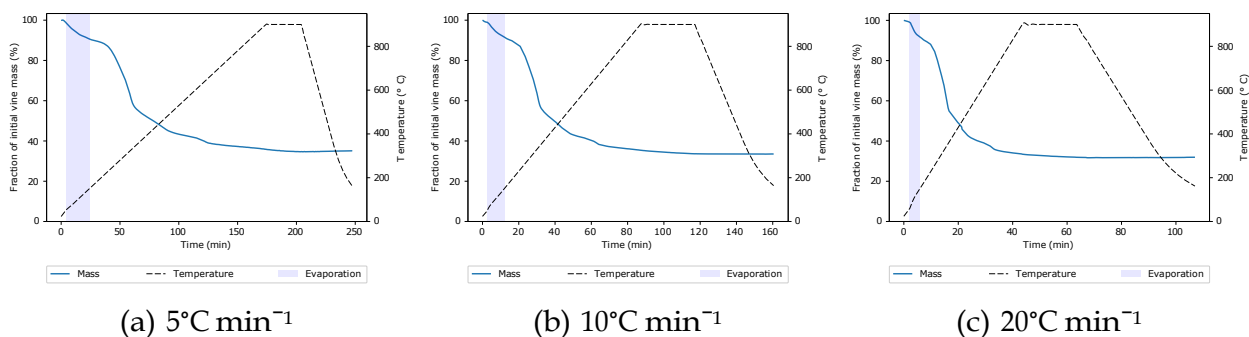 Fraction of initial vine mass (%)
100
80
60
40
20
0
800
600
400
200
0
Temperature (° C)
0 50 100 150 200 250
Time (min)
Mass Temperature Evaporation
(a) 5°C min⁻¹
Fraction of initial vine mass (%)
100
80
60
40
20
0
800
600
400
200
0
Temperature (° C)
0 20 40 60 80 100 120 140 160
Time (min)
Mass Temperature Evaporation
(b) 10°C min⁻¹
Fraction of initial vine mass (%)
100
80
60
40
20
0
800
600
400
200
0
Temperature (° C)
0 20 40 60 80 100
Time (min)
Mass Temperature Evaporation
(c) 20°C min⁻¹